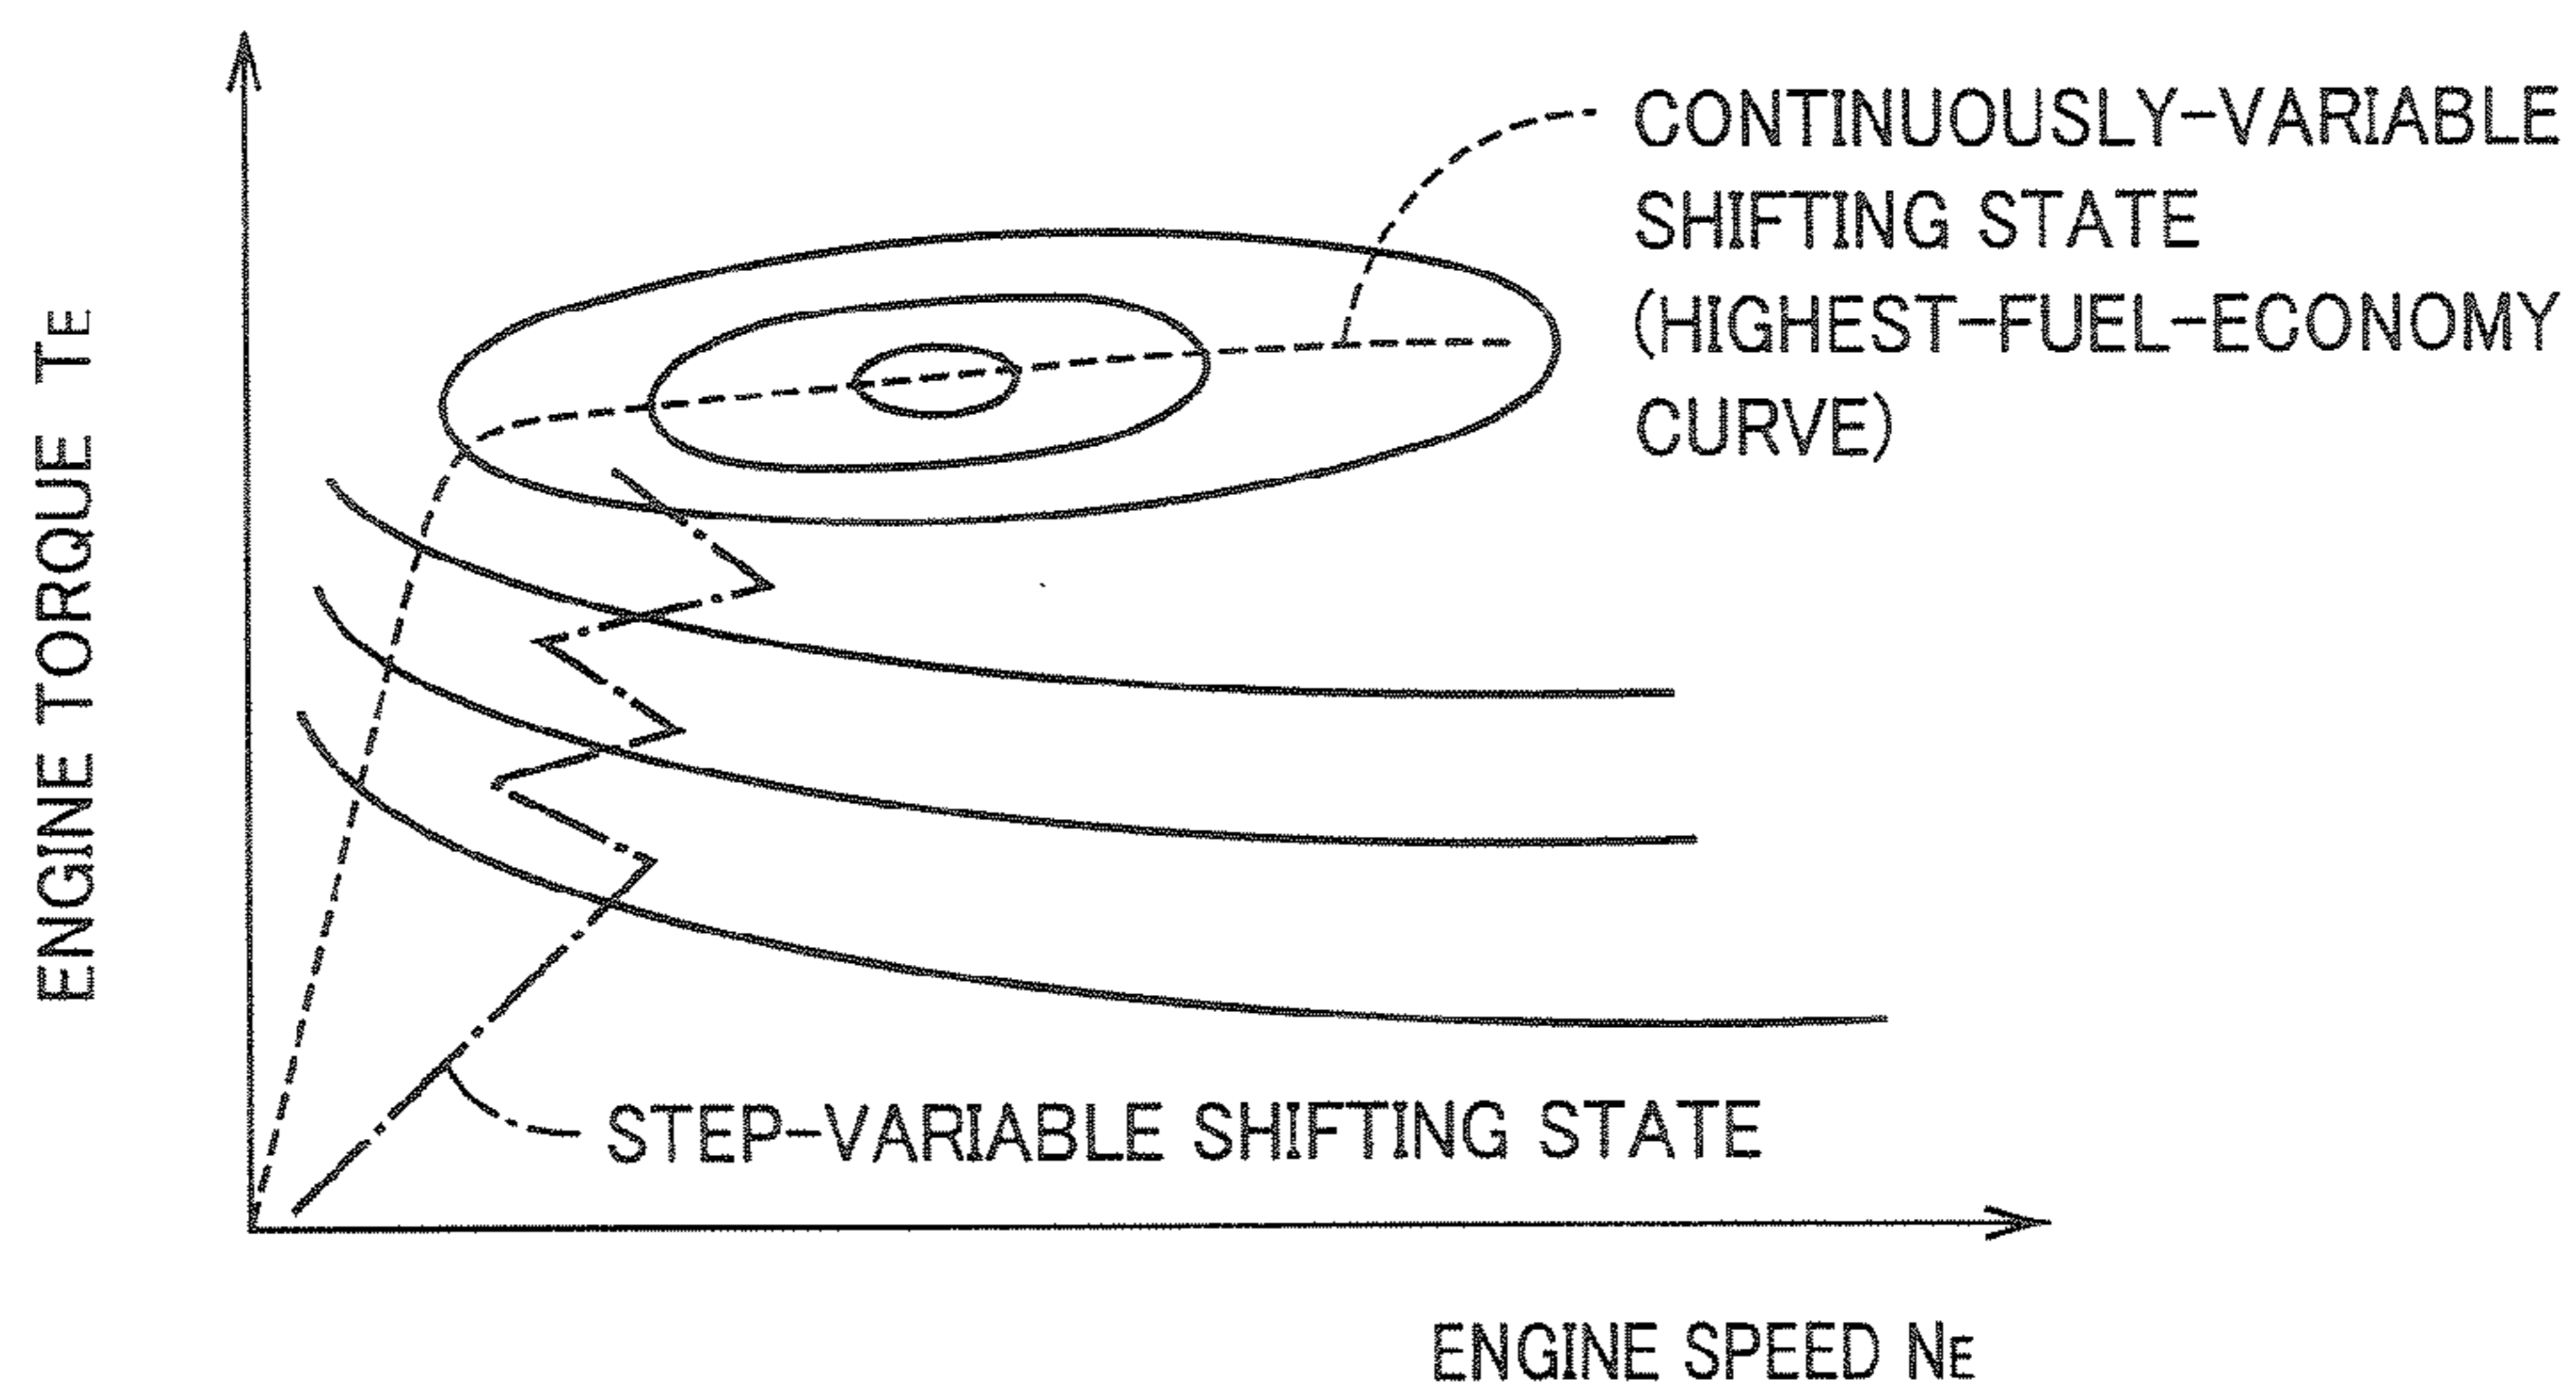 CONTINUOUSLY-VARIABLE
SHIFTING STATE
(HIGHEST-FUEL-ECONOMY
CURVE)
ENGINE TORQUE TE
STEP-VARIABLE SHIFTING STATE
ENGINE SPEED NE